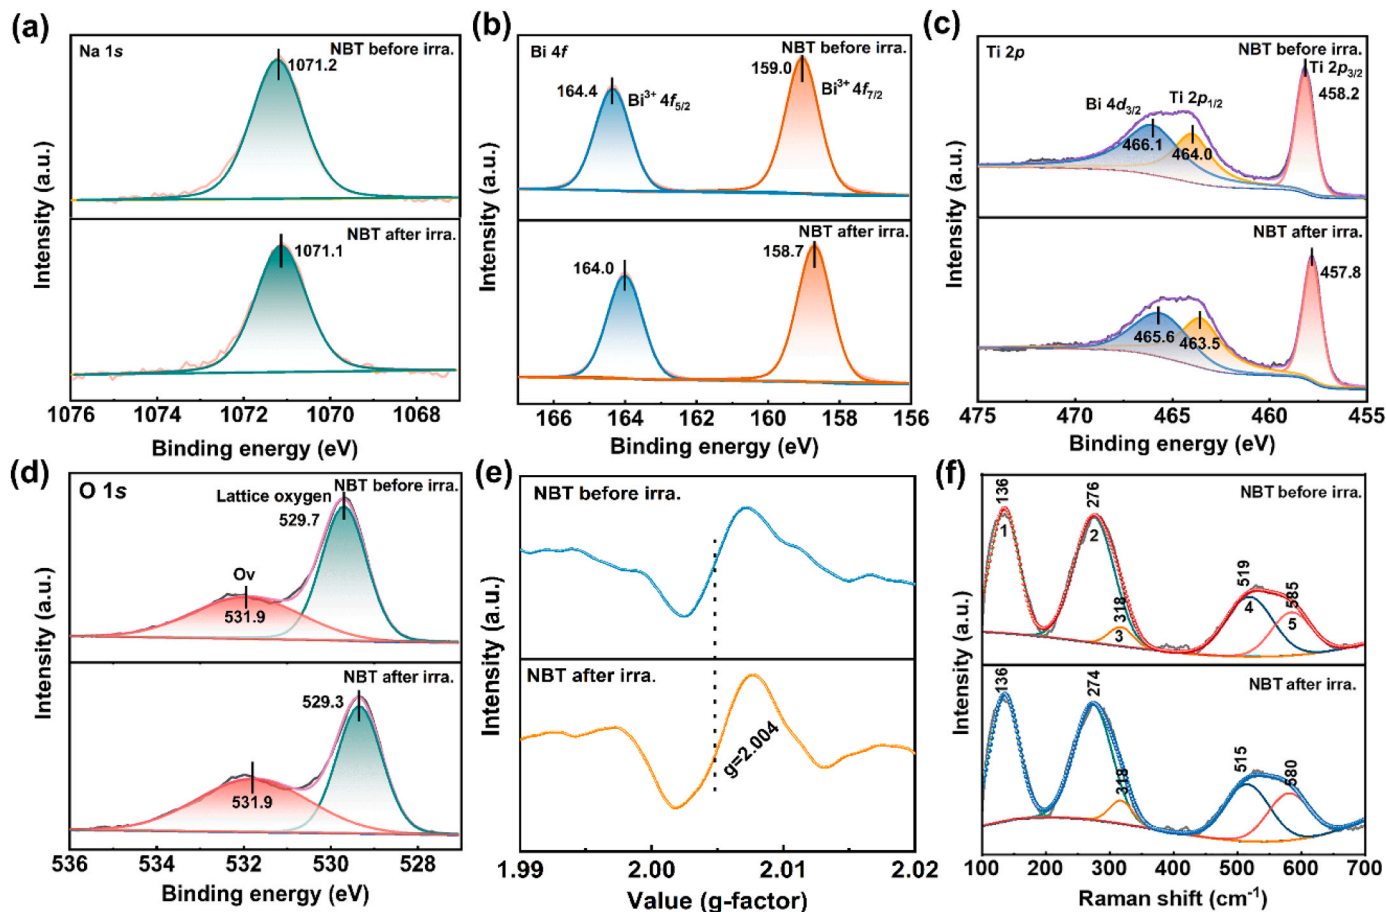 (a)
Na 1s
NBT before irra.
1071.2
NBT after irra.
1071.1
Intensity (a.u.)
1076 1074 1072 1070 1068
Binding energy (eV)
(b)
Bi 4f
NBT before irra.
159.0
164.4
Bi³⁺ 4f₅/₂
Bi³⁺ 4f₇/₂
NBT after irra.
158.7
164.0
Intensity (a.u.)
166 164 162 160 158 156
Binding energy (eV)
(c)
Ti 2p
NBT before irra.
Ti 2p₃/₂
458.2
Bi 4d₃/₂
Ti 2p₁/₂
466.1
464.0
NBT after irra.
457.8
465.6
463.5
Intensity (a.u.)
475 470 465 460 455
Binding energy (eV)
(d)
O 1s
Lattice oxygen
NBT before irra.
529.7
Ov
531.9
NBT after irra.
529.3
531.9
Intensity (a.u.)
536 534 532 530 528
Binding energy (eV)
(e)
NBT before irra.
NBT after irra.
g=2.004
Intensity (a.u.)
1.99 2.00 2.01 2.02
Value (g-factor)
(f)
NBT before irra.
136
276
318
519
585
1
2
3
4
5
NBT after irra.
136
274
318
515
580
Intensity (a.u.)
100 200 300 400 500 600 700
Raman shift (cm⁻¹)